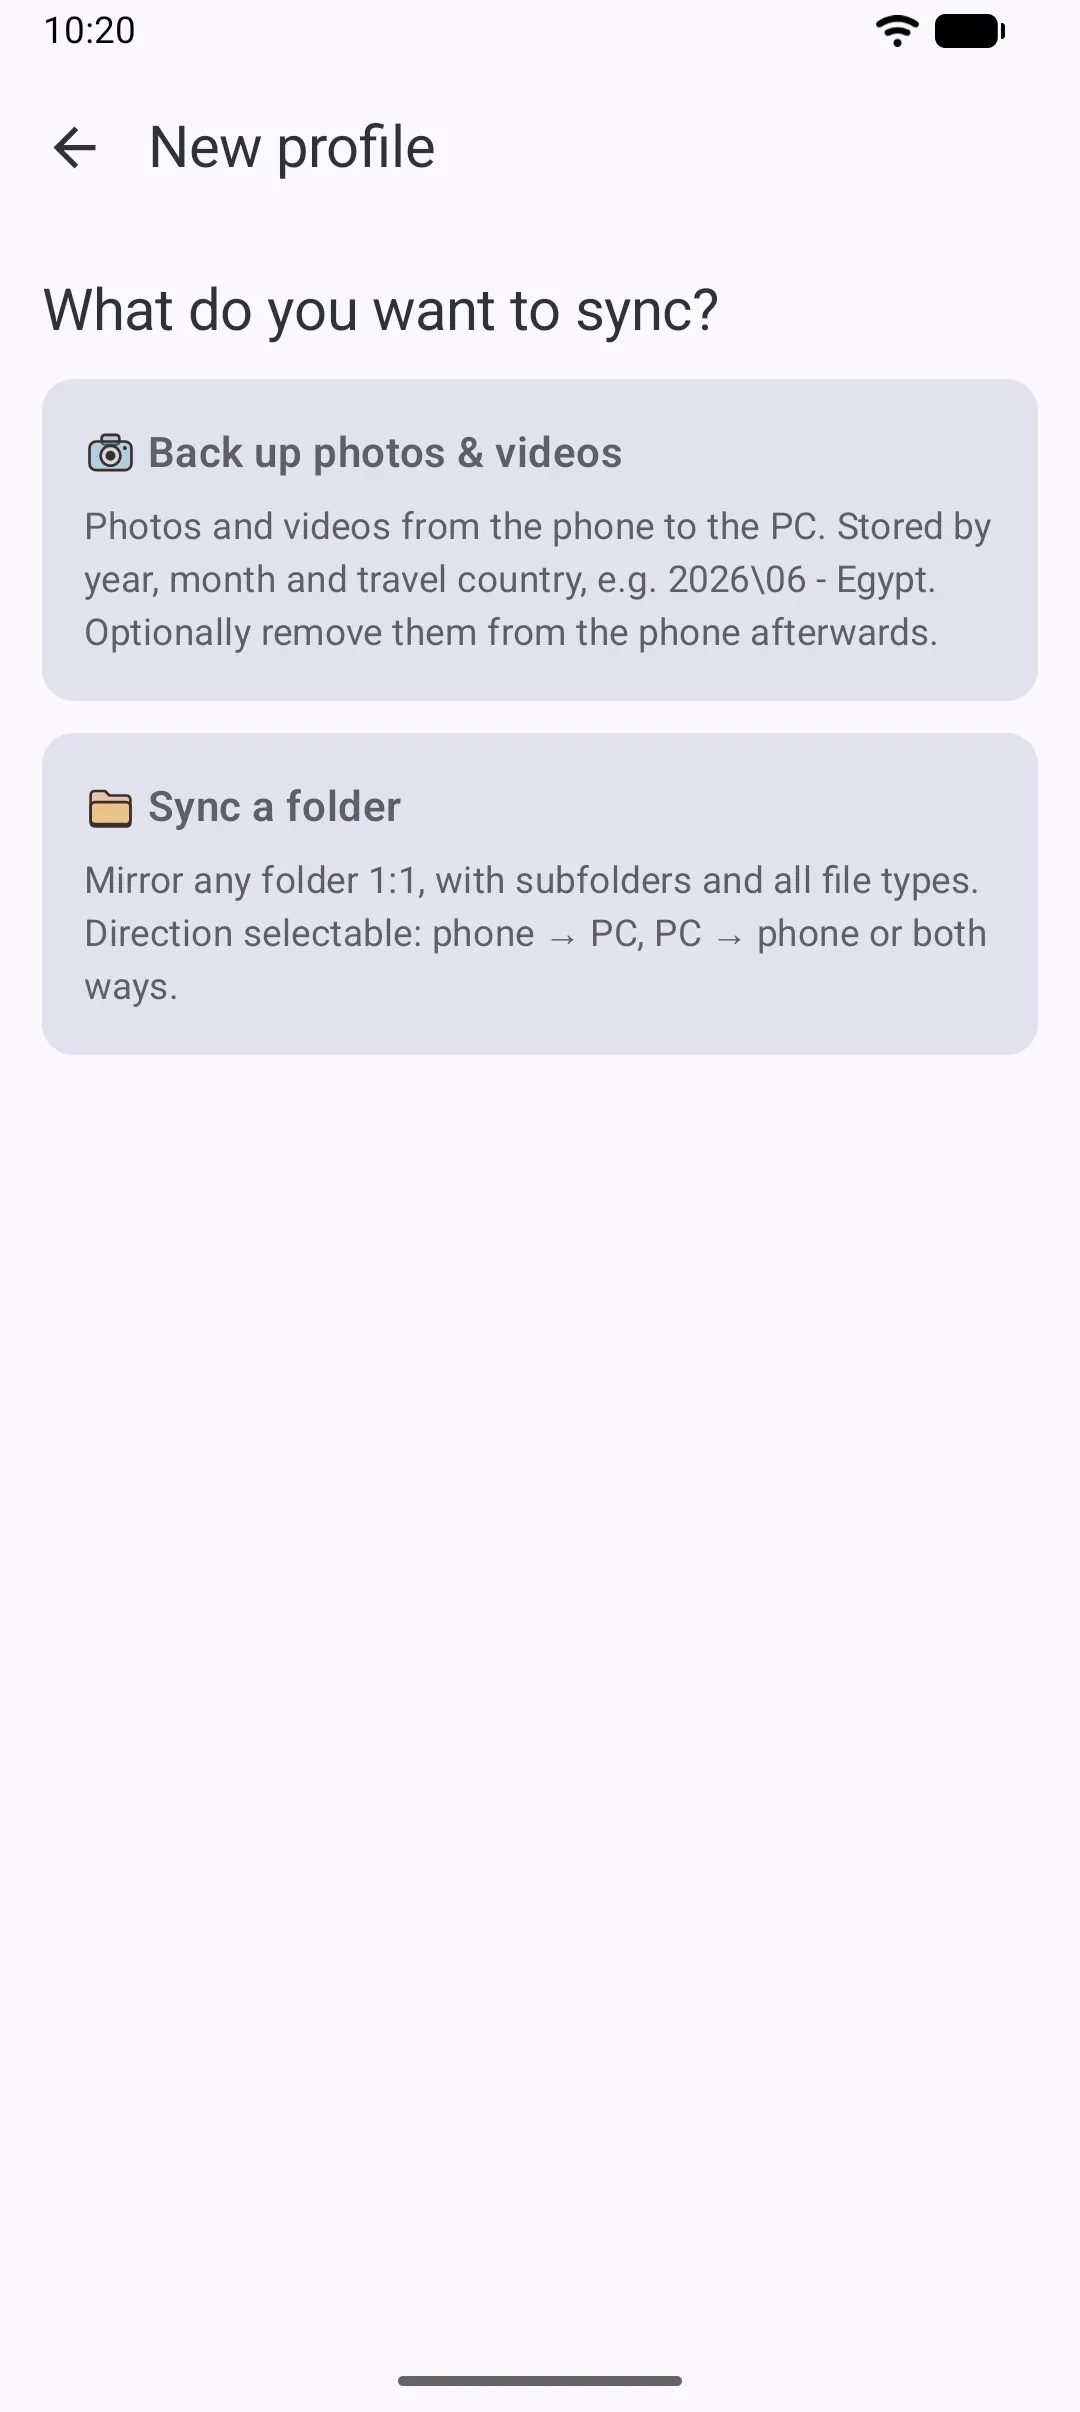 10:20
New profile
What do you want to sync?
Back up photos & videos
Photos and videos from the phone to the PC. Stored by
year, month and travel country, e.g. 2026\06 - Egypt.
Optionally remove them from the phone afterwards.
Sync a folder
Mirror any folder 1:1, with subfolders and all file types.
Direction selectable: phone → PC, PC → phone or both
ways.